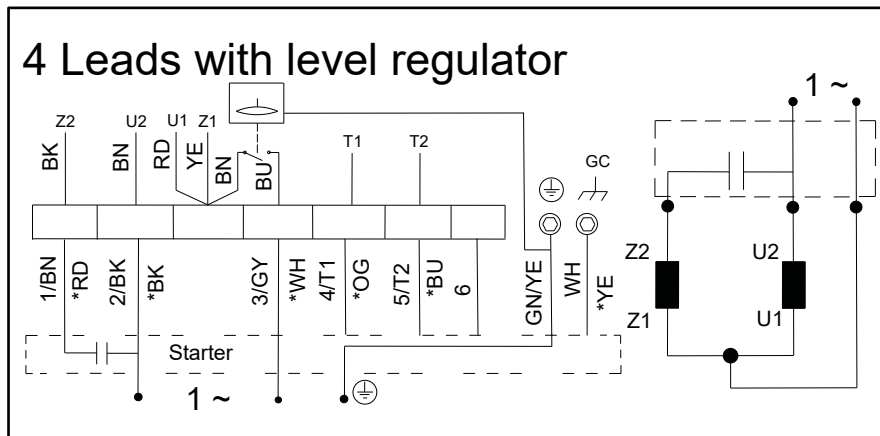 4 Leads with level regulator
1 ~
Z2 U2 U1 Z1
T1 T2
GC
BK BN RD YE BN BU
1/BN *RD 2/BK *BK 3/GY *WH 4/T1 *OG 5/T2 *BU 6 GN/YE WH *YE
Z2 U2
Z1 U1
Starter
1 ~